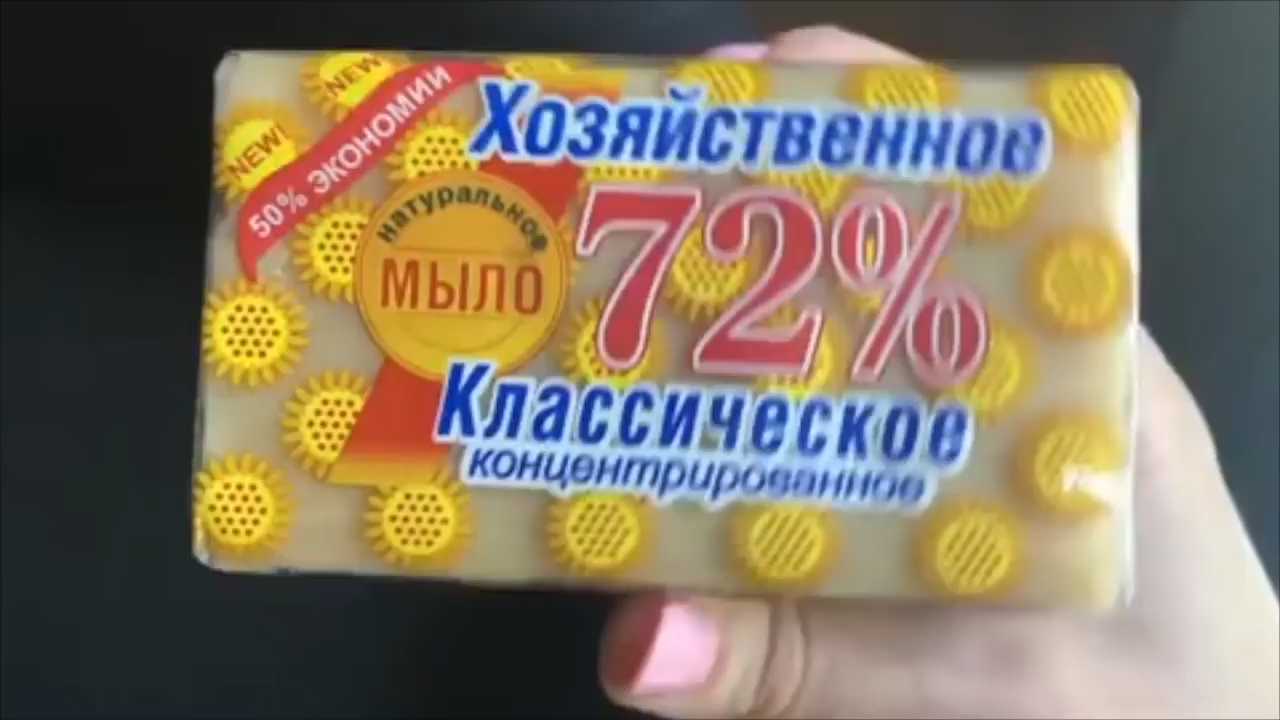 NEW!
NEW!
50% ЭКОНОМИИ
Хозяйственное
натуральное
МЫЛО
72%
Классическое
концентрированное